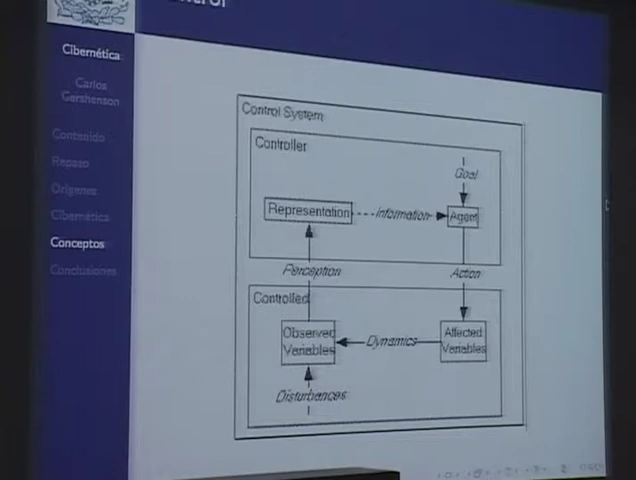 Cibernética
Carlos
Gershenson
Contenido
Repaso
Orígenes
Cibernética
Conceptos
Conclusiones
Control System
Controller
Goal
Representation
Information
Agent
Perception
Action
Controlled
Observed
Variables
Dynamics
Affected
Variables
Disturbances